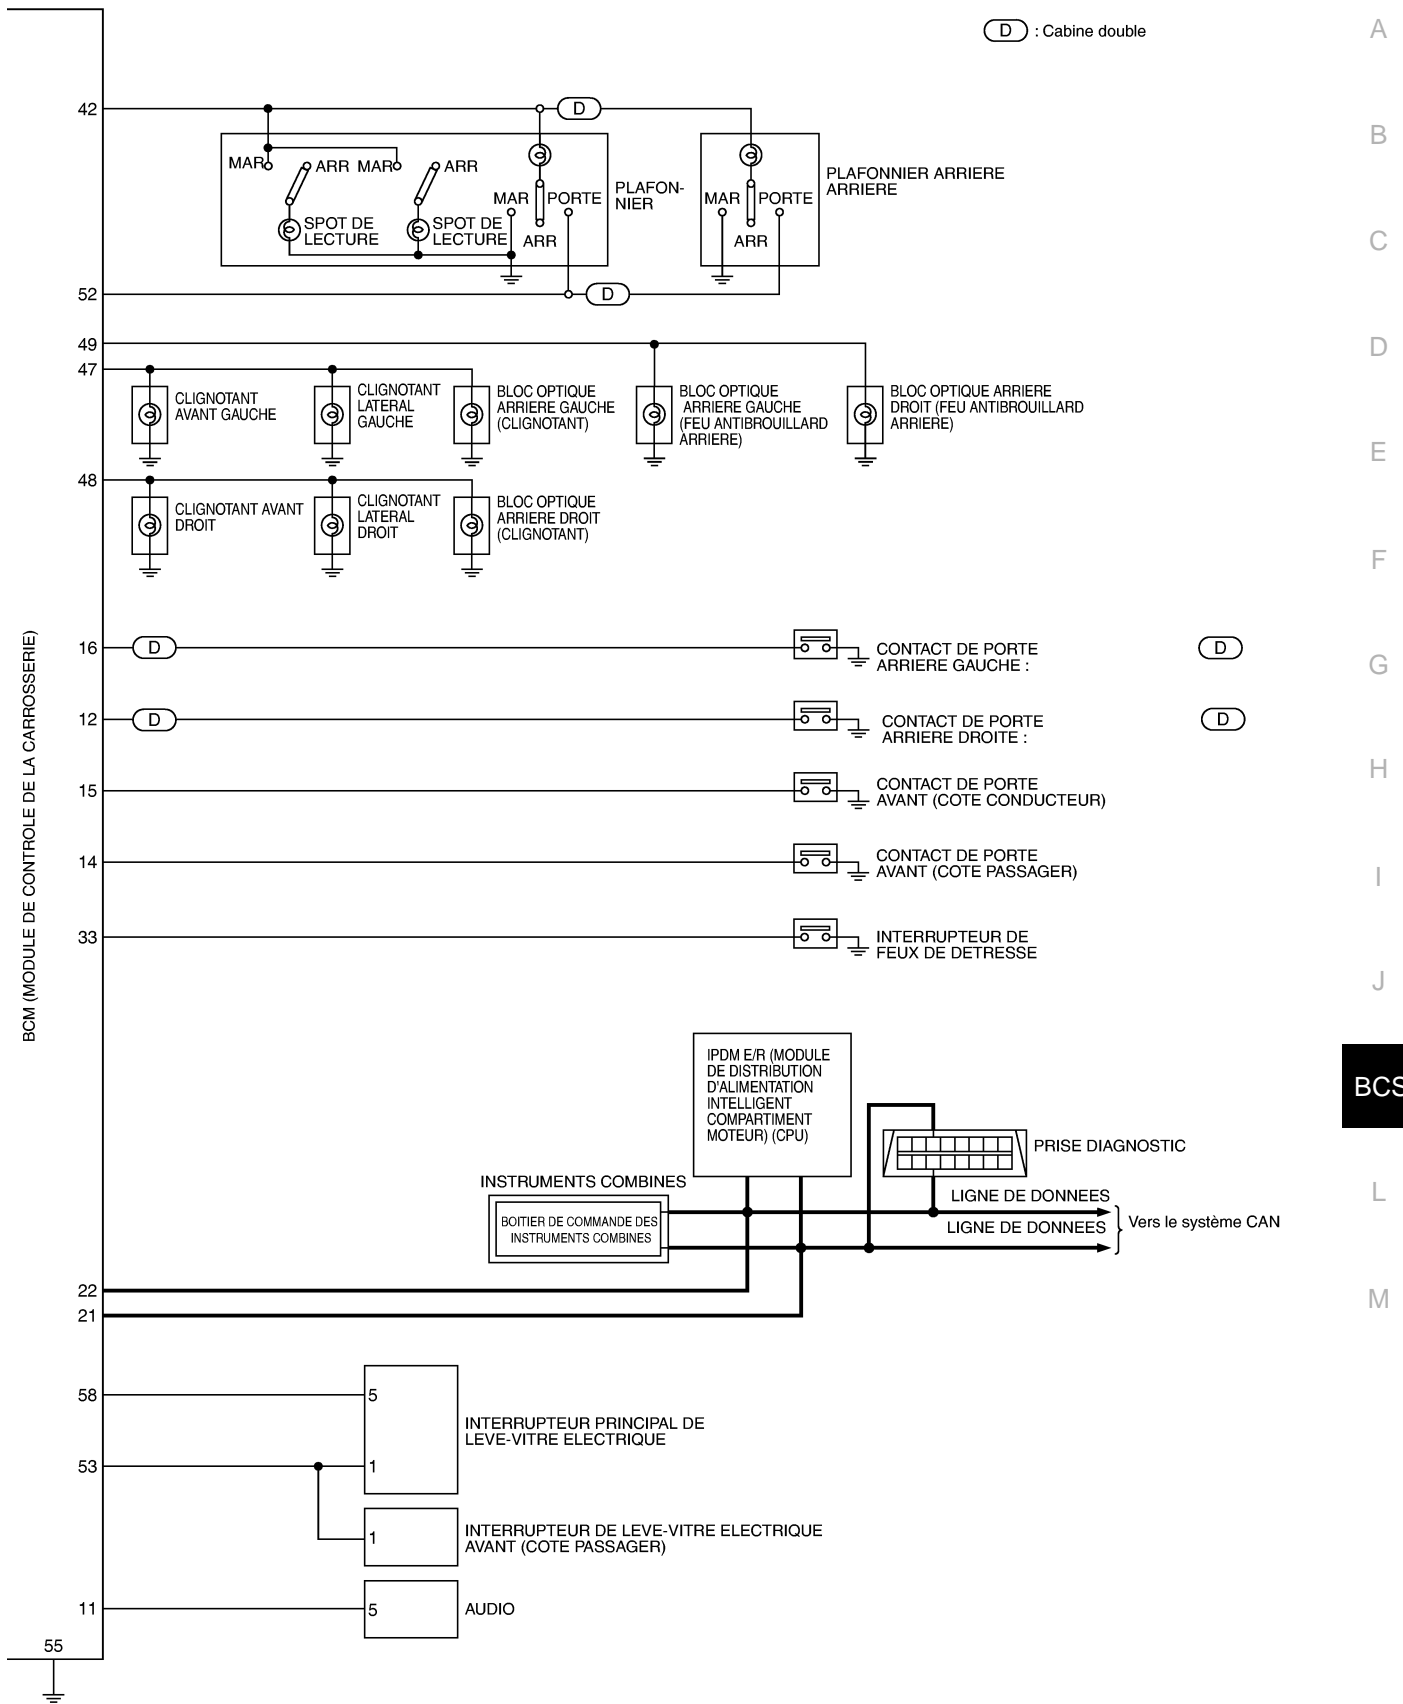 D : Cabine double
A
42
D
B
MAR
ARR
MAR
ARR
MAR
PORTE
ARR
SPOT DE
LECTURE
SPOT DE
LECTURE
PLAFON-
NIER
MAR
PORTE
ARR
PLAFONNIER ARRIERE
ARRIERE
C
52
D
49
D
47
CLIGNOTANT
AVANT GAUCHE
CLIGNOTANT
LATERAL
GAUCHE
BLOC OPTIQUE
ARRIERE GAUCHE
(CLIGNOTANT)
BLOC OPTIQUE
ARRIERE GAUCHE
(FEU ANTIBROUILLARD
ARRIERE)
BLOC OPTIQUE ARRIERE
DROIT (FEU ANTIBROUILLARD
ARRIERE)
E
48
CLIGNOTANT AVANT
DROIT
CLIGNOTANT
LATERAL
DROIT
BLOC OPTIQUE
ARRIERE DROIT
(CLIGNOTANT)
F
BCM (MODULE DE CONTROLE DE LA CARROSSERIE)
16
D
CONTACT DE PORTE
ARRIERE GAUCHE :
D
G
12
D
CONTACT DE PORTE
ARRIERE DROITE :
D
H
15
CONTACT DE PORTE
AVANT (COTE CONDUCTEUR)
14
CONTACT DE PORTE
AVANT (COTE PASSAGER)
I
33
INTERRUPTEUR DE
FEUX DE DETRESSE
J
IPDM E/R (MODULE
DE DISTRIBUTION
D'ALIMENTATION
INTELLIGENT
COMPARTIMENT
MOTEUR) (CPU)
BCS
PRISE DIAGNOSTIC
INSTRUMENTS COMBINES
BOITIER DE COMMANDE DES
INSTRUMENTS COMBINES
LIGNE DE DONNEES
LIGNE DE DONNEES
Vers le système CAN
L
22
21
M
58
5
INTERRUPTEUR PRINCIPAL DE
LEVE-VITRE ELECTRIQUE
53
1
1
INTERRUPTEUR DE LEVE-VITRE ELECTRIQUE
AVANT (COTE PASSAGER)
11
5
AUDIO
55